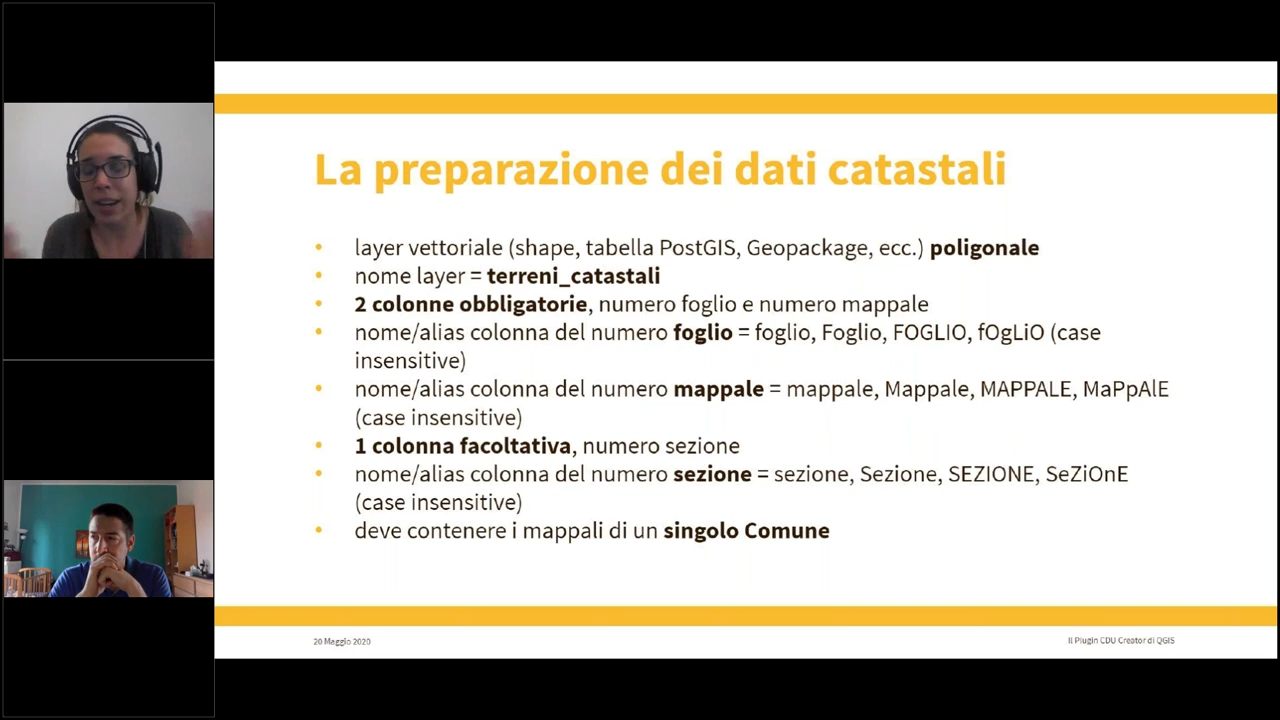 La preparazione dei dati catastali
• layer vettoriale (shape, tabella PostGIS, Geopackage, ecc.) poligonale
• nome layer = terreni_catastali
• 2 colonne obbligatorie, numero foglio e numero mappale
• nome/alias colonna del numero foglio = foglio, Foglio, FOGLIO, fOgLiO (case
insensitive)
• nome/alias colonna del numero mappale = mappale, Mappale, MAPPALE, MaPpAlE
(case insensitive)
• 1 colonna facoltativa, numero sezione
• nome/alias colonna del numero sezione = sezione, Sezione, SEZIONE, SeZiOnE
(case insensitive)
• deve contenere i mappali di un singolo Comune
20 Maggio 2020
Il Plugin CDU Creator di QGIS